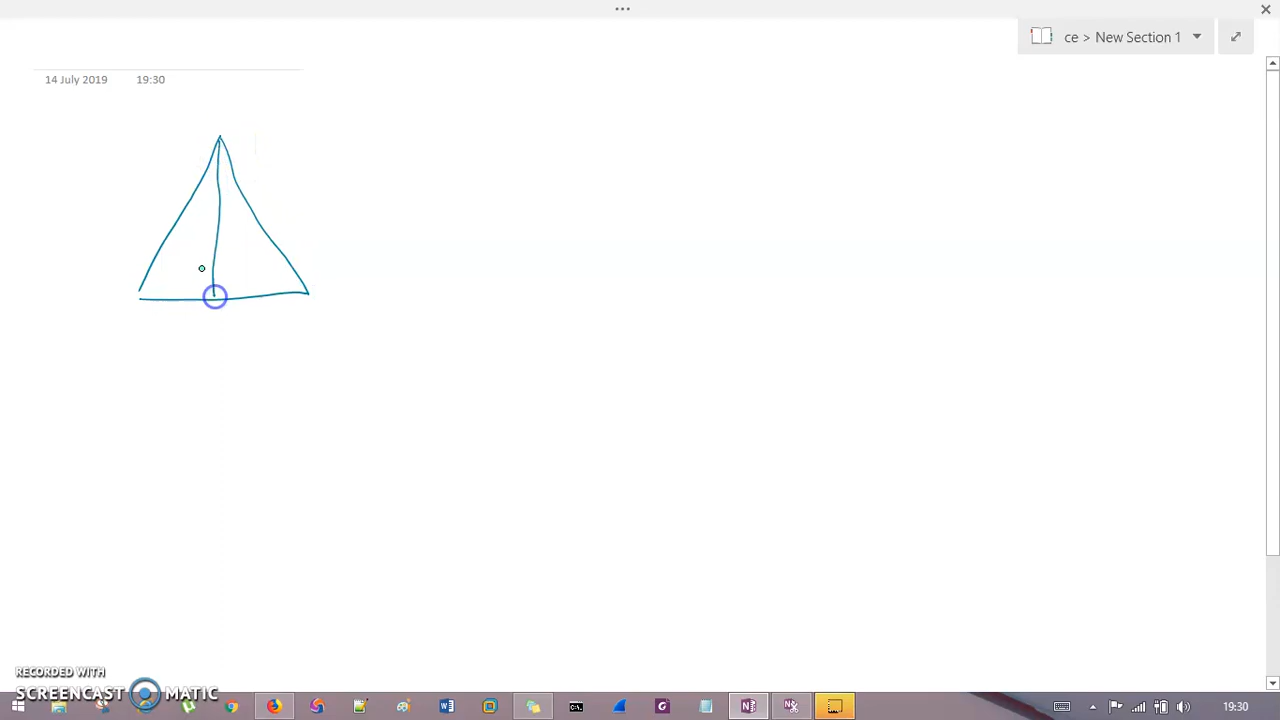 ce > New Section 1
14 July 2019 19:30
RECORDED WITH
SCREENCAST MATIC
19:30